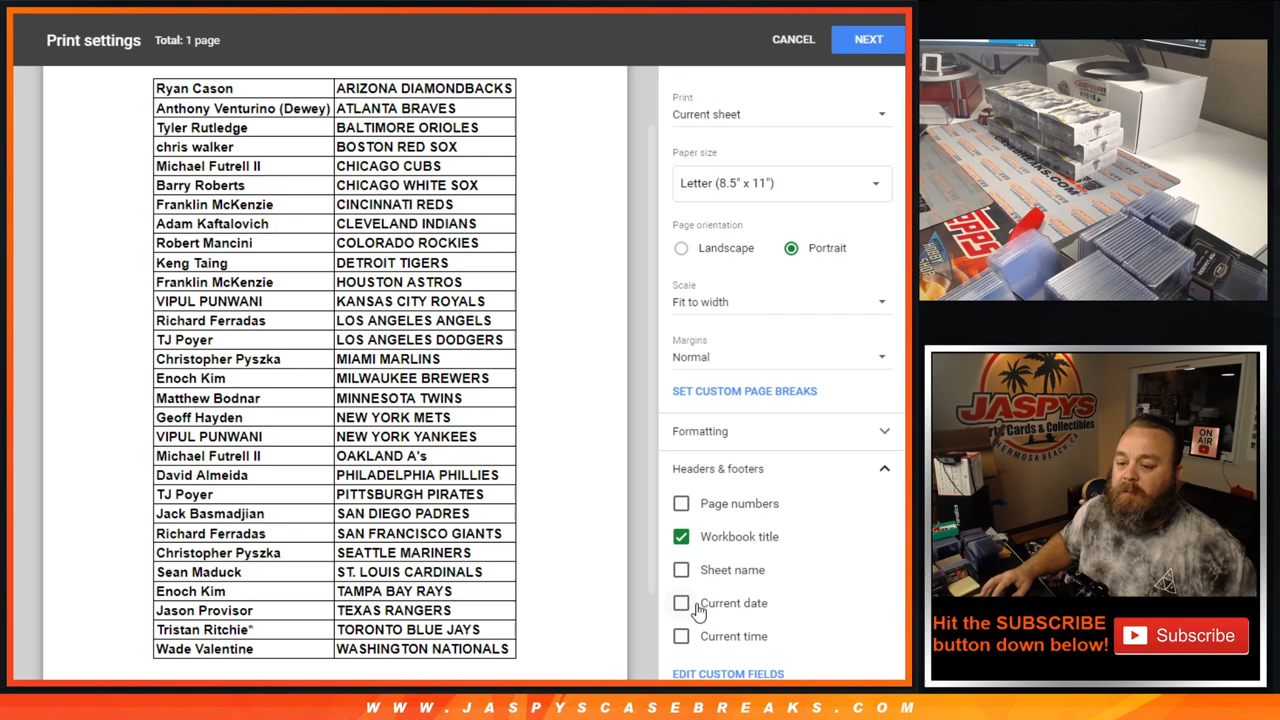 Print settings Total: 1 page CANCEL NEXT
Ryan Cason ARIZONA DIAMONDBACKS
Anthony Venturino (Dewey) ATLANTA BRAVES
Tyler Rutledge BALTIMORE ORIOLES
chris walker BOSTON RED SOX
Michael Futrell II CHICAGO CUBS
Barry Roberts CHICAGO WHITE SOX
Franklin McKenzie CINCINNATI REDS
Adam Kaftalovich CLEVELAND INDIANS
Robert Mancini COLORADO ROCKIES
Keng Taing DETROIT TIGERS
Franklin McKenzie HOUSTON ASTROS
VIPUL PUNWANI KANSAS CITY ROYALS
Richard Ferradas LOS ANGELES ANGELS
TJ Poyer LOS ANGELES DODGERS
Christopher Pyszka MIAMI MARLINS
Enoch Kim MILWAUKEE BREWERS
Matthew Bodnar MINNESOTA TWINS
Geoff Hayden NEW YORK METS
VIPUL PUNWANI NEW YORK YANKEES
Michael Futrell II OAKLAND A's
David Almeida PHILADELPHIA PHILLIES
TJ Poyer PITTSBURGH PIRATES
Jack Basmadjian SAN DIEGO PADRES
Richard Ferradas SAN FRANCISCO GIANTS
Christopher Pyszka SEATTLE MARINERS
Sean Maduck ST. LOUIS CARDINALS
Enoch Kim TAMPA BAY RAYS
Jason Provisor TEXAS RANGERS
Tristan Ritchie* TORONTO BLUE JAYS
Wade Valentine WASHINGTON NATIONALS
Print
Current sheet
Paper size
Letter (8.5" x 11")
Page orientation
Landscape Portrait
Scale
Fit to width
Margins
Normal
SET CUSTOM PAGE BREAKS
Formatting
Headers & footers
Page numbers
Workbook title
Sheet name
Current date
Current time
EDIT CUSTOM FIELDS
TOPPS
HOBBY
SHOP
JASPYS
Cards & Collectibles
HERMOSA BEACH, CA
ON
AIR
Hit the SUBSCRIBE
button down below!
Subscribe
WWW.JASPYSCASEBREAKS.COM